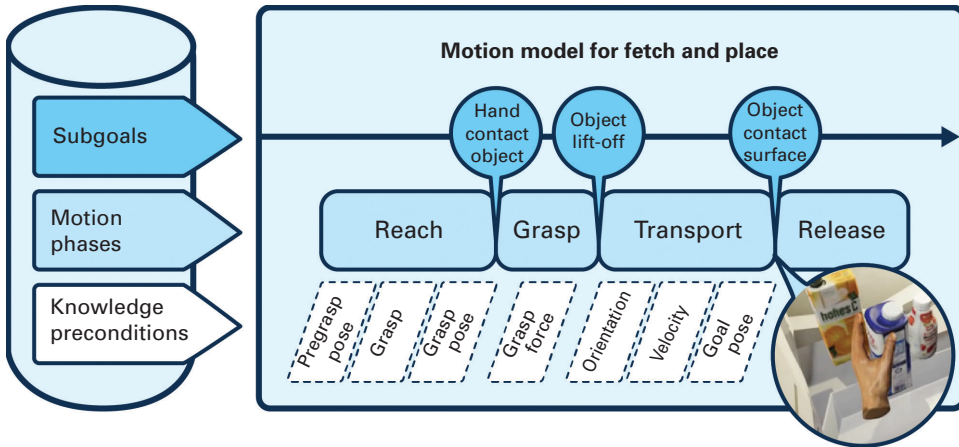 Motion model for fetch and place
Subgoals
Hand
contact
object
Object
lift-off
Object
contact
surface
Motion
phases
Reach
Grasp
Transport
Release
Knowledge
preconditions
Pregrasp
pose
Grasp
Grasp
pose
Grasp
force
Orientation
Velocity
Goal
pose
hohes C